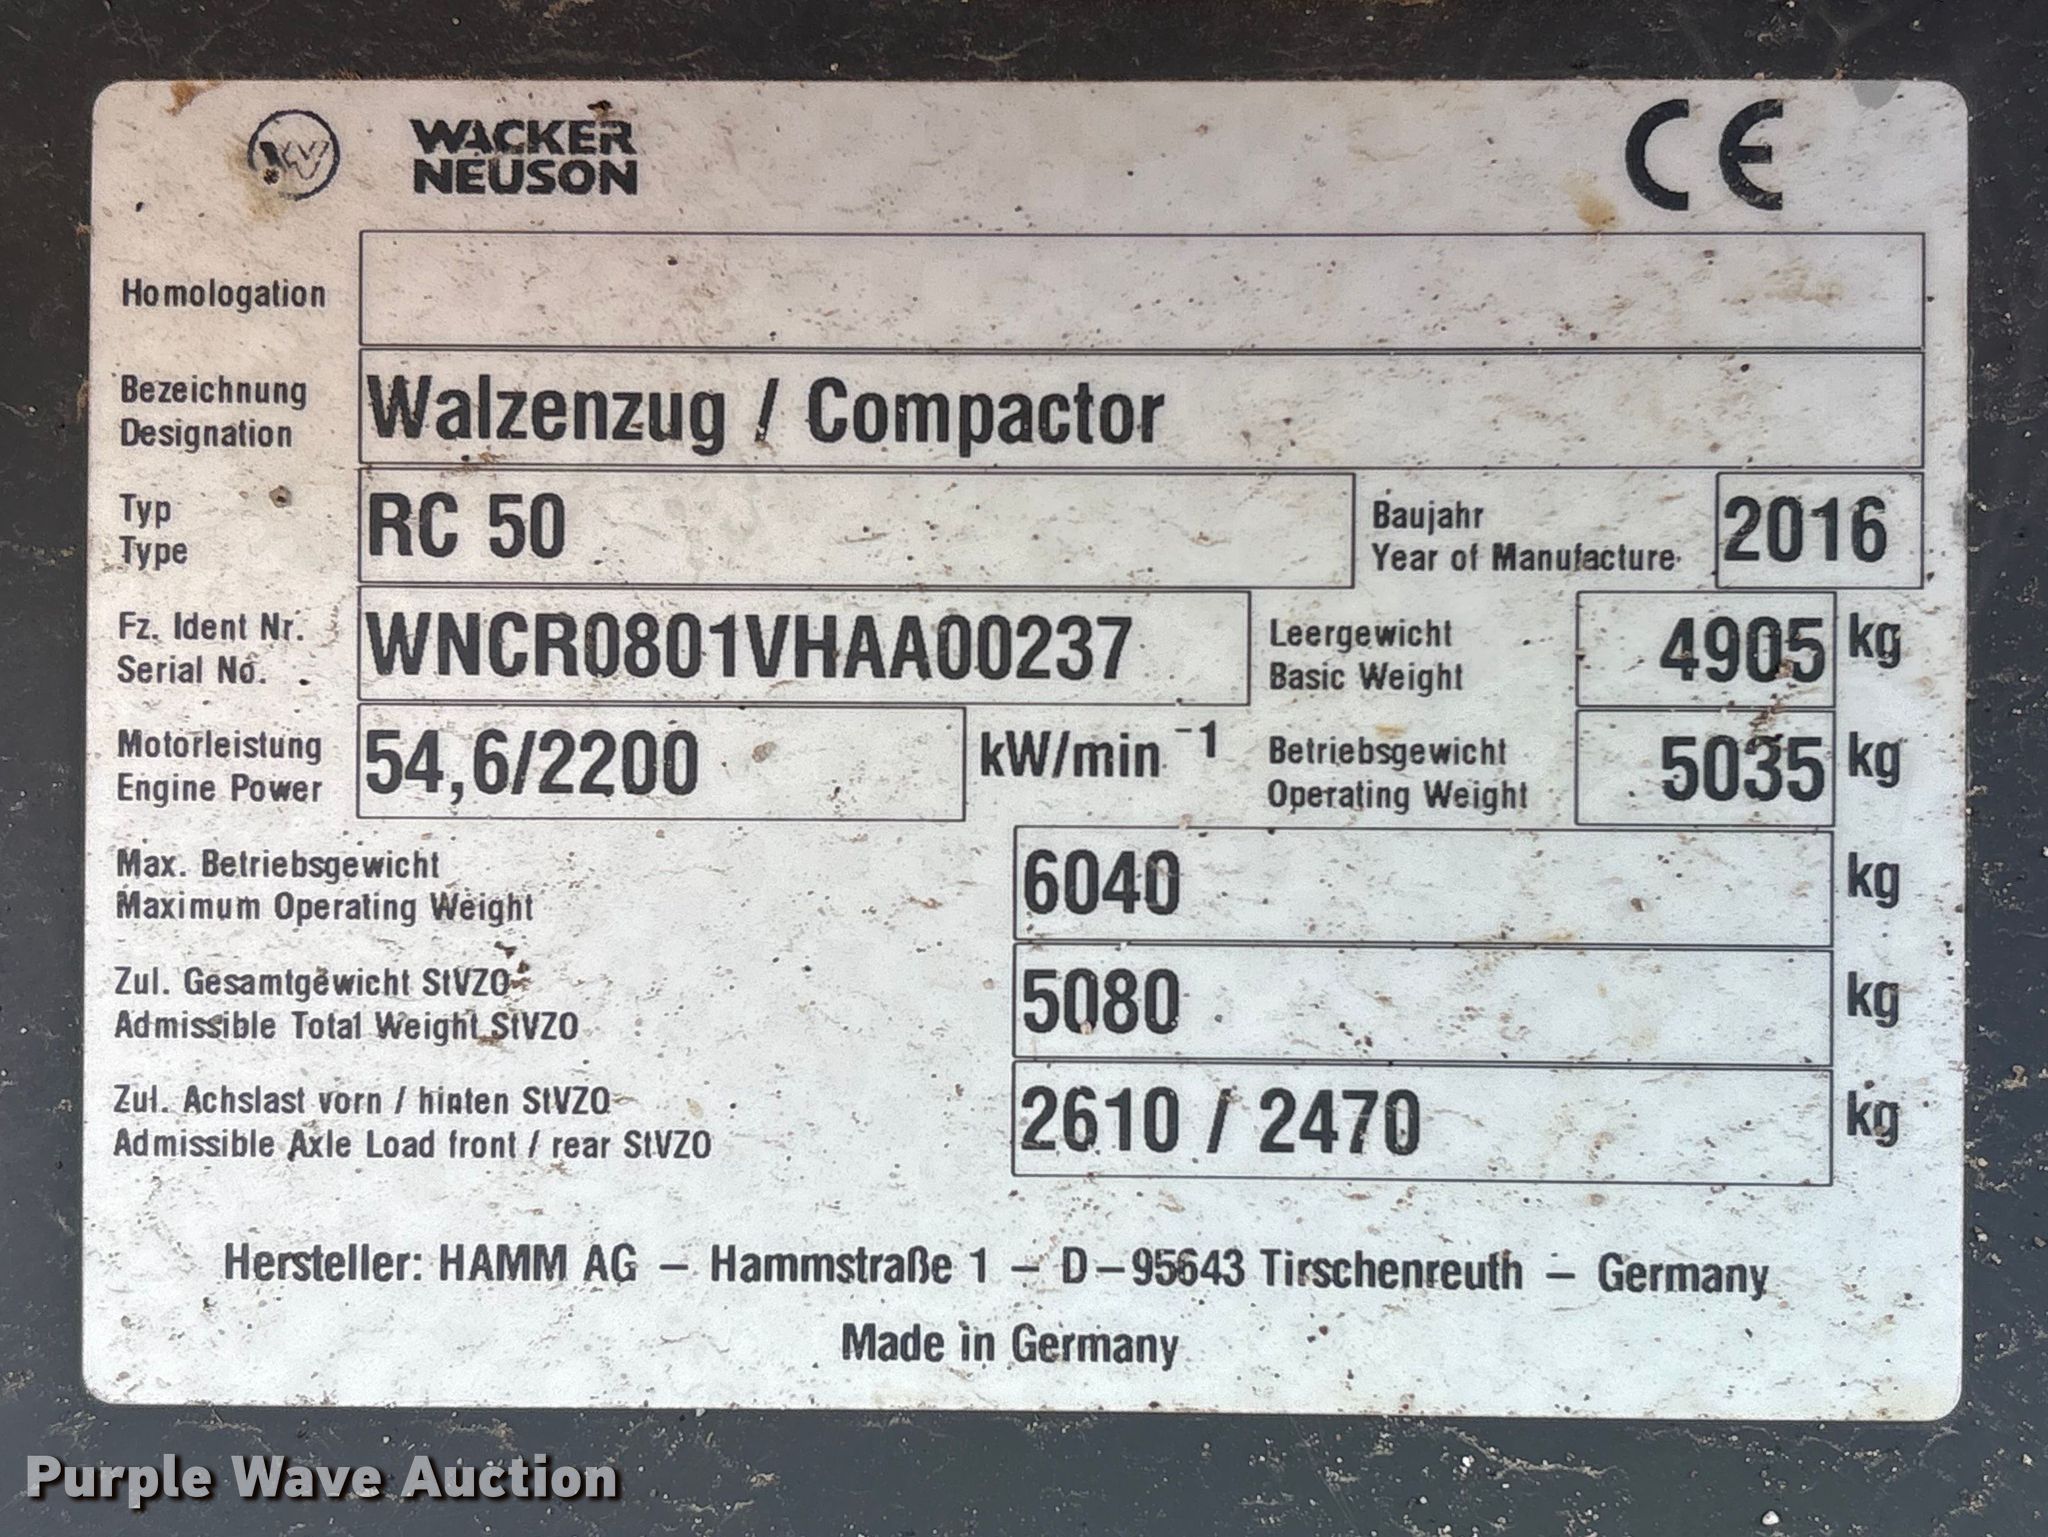 WACKER
NEUSON
CE
Homologation
Bezeichnung
Designation
Walzenzug / Compactor
Typ
Type
RC 50
Baujahr
Year of Manufacture
2016
Fz. Ident Nr.
Serial No.
WNCR0801VHAA00237
Leergewicht
Basic Weight
4905 kg
Motorleistung
Engine Power
54,6/2200 kW/min⁻¹
Betriebsgewicht
Operating Weight
5035 kg
Max. Betriebsgewicht
Maximum Operating Weight
6040 kg
Zul. Gesamtgewicht StVZO
Admissible Total Weight StVZO
5080 kg
Zul. Achslast vorn / hinten StVZO
Admissible Axle Load front / rear StVZO
2610 / 2470 kg
Hersteller: HAMM AG – Hammstraße 1 – D–95643 Tirschenreuth – Germany
Made in Germany
Purple Wave Auction